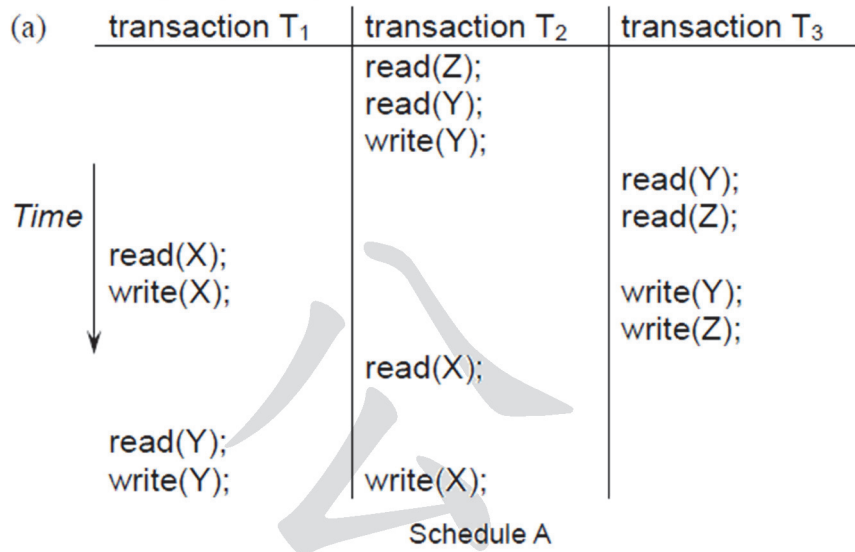 (a) transaction T₁ transaction T₂ transaction T₃
read(Z);
read(Y);
write(Y);
read(Y);
Time read(Z);
read(X);
write(X); write(Y);
write(Z);
read(X);
read(Y);
write(Y); write(X);
Schedule A
公